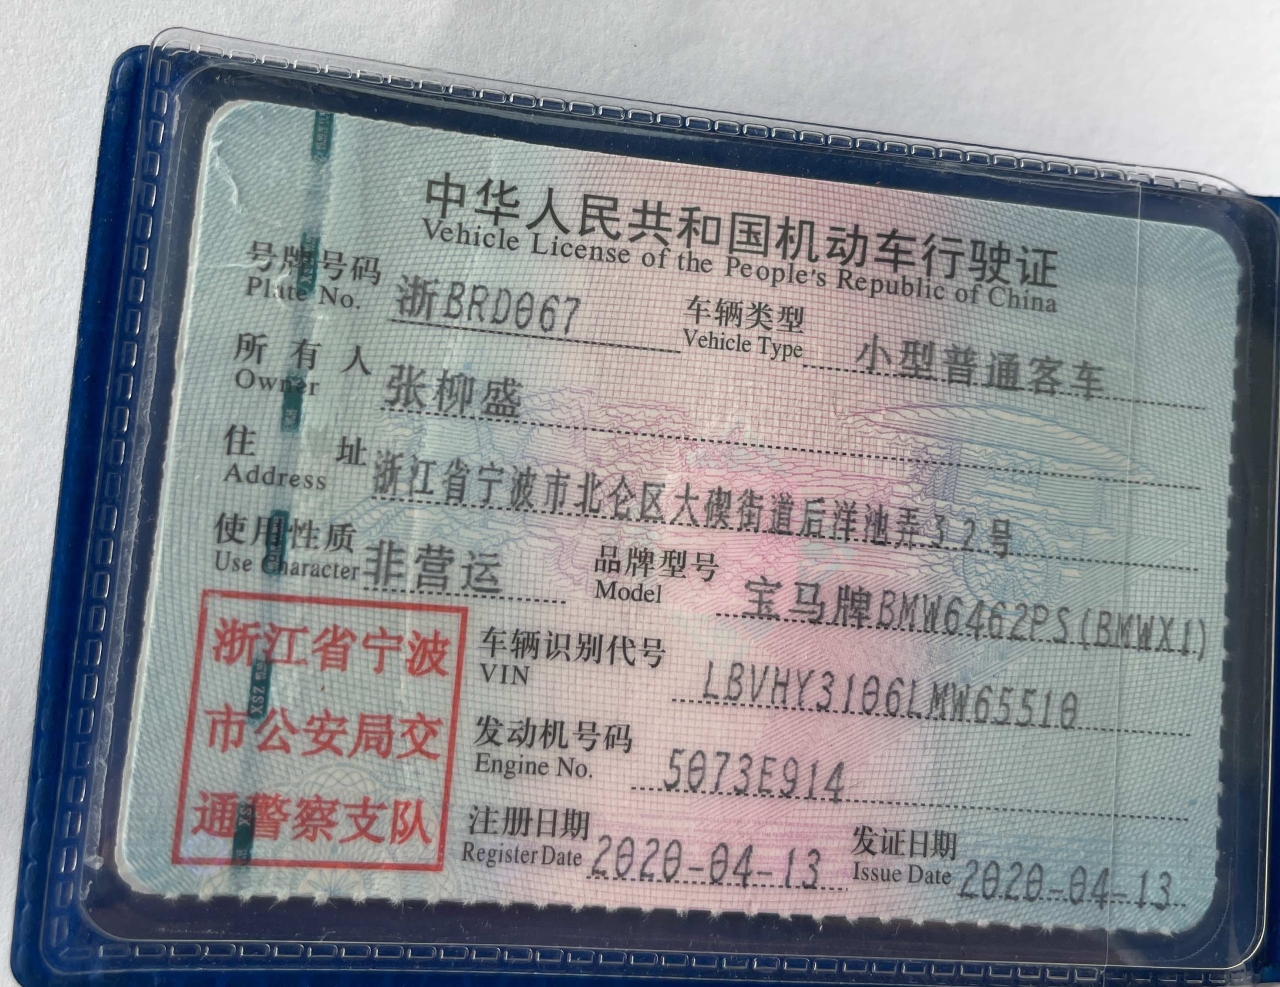 中华人民共和国机动车行驶证
Vehicle License of the People's Republic of China
号牌号码 浙BRD067 车辆类型 小型普通客车
Plate No. Vehicle Type
所有人 张柳盛
Owner
住址 浙江省宁波市北仑区大碶街道后洋池弄32号
Address
使用性质 非营运 品牌型号 宝马牌BMW6462PS(BMWX1)
Use Character Model
浙江省宁波
市公安局交
通警察支队
车辆识别代号 LBVHY3106LMW65510
VIN
发动机号码 5073E914
Engine No.
注册日期 2020-04-13 发证日期 2020-04-13
Register Date Issue Date